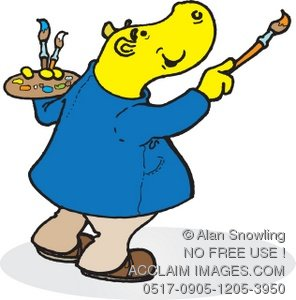 © Alan Snowling
NO FREE USE !
ACCLAIM IMAGES.COM
0517-0905-1205-3950